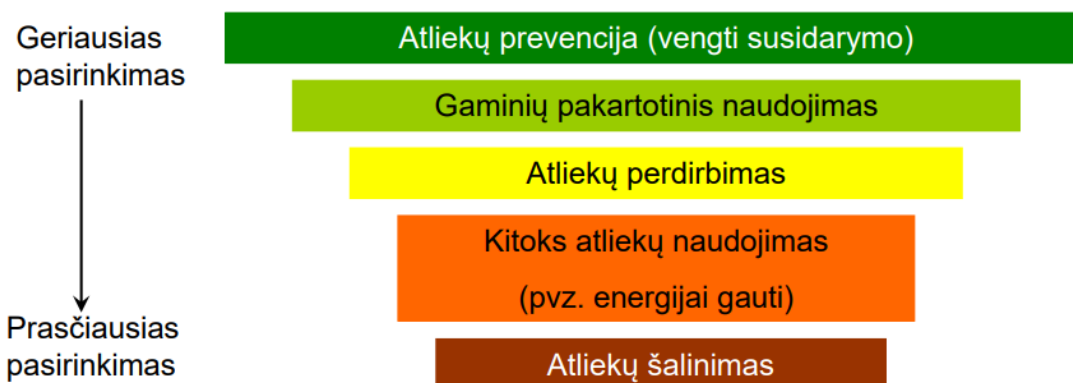 Geriausias
pasirinkimas
Atliekų prevencija (vengti susidarymo)
Gaminių pakartotinis naudojimas
Atliekų perdirbimas
Kitoks atliekų naudojimas
(pvz. energijai gauti)
Prasčiausias
pasirinkimas
Atliekų šalinimas